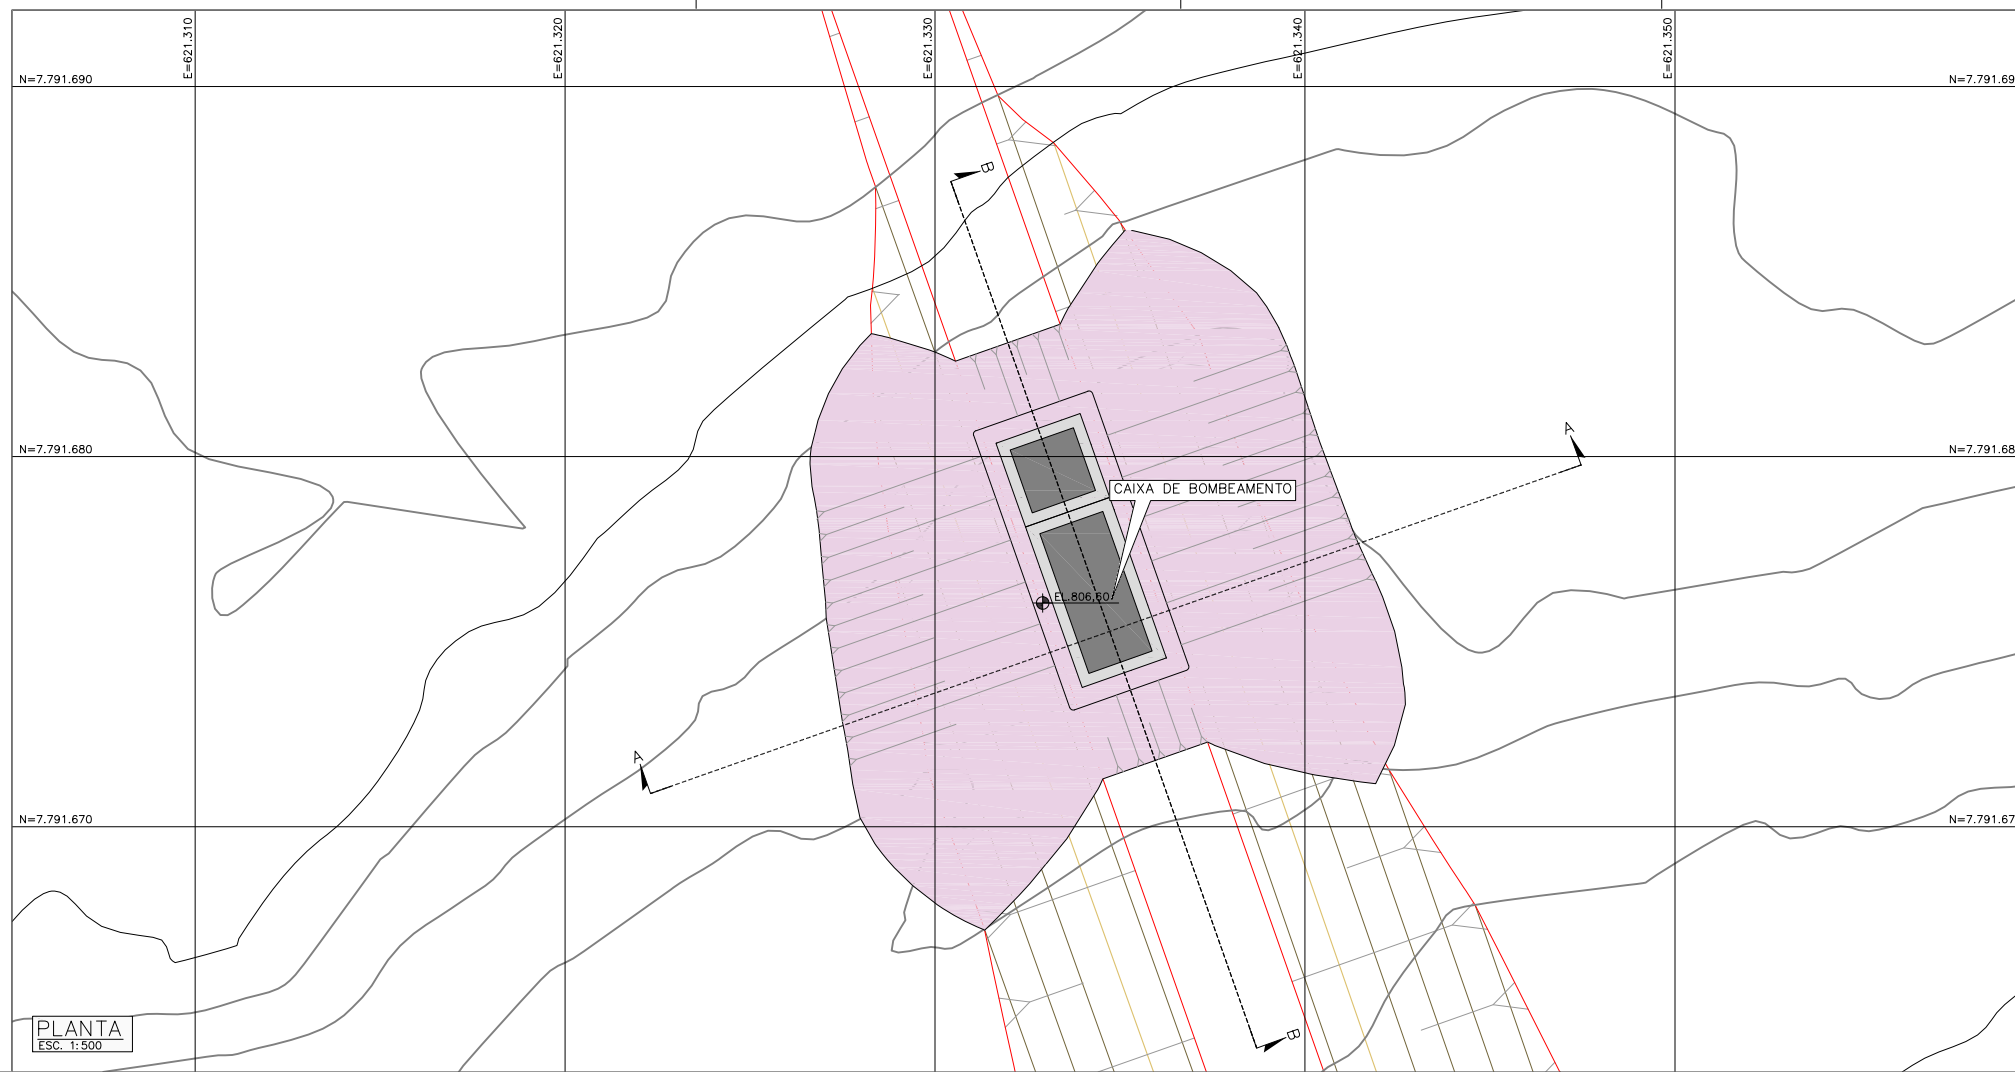 E=621.310
E=621.320
E=621.330
E=621.340
E=621.350
N=7.791.690
N=7.791.69
B
A
N=7.791.680
N=7.791.68
CAIXA DE BOMBEAMENTO
EL.806,60
A
N=7.791.670
N=7.791.67
B
PLANTA
ESC. 1:500